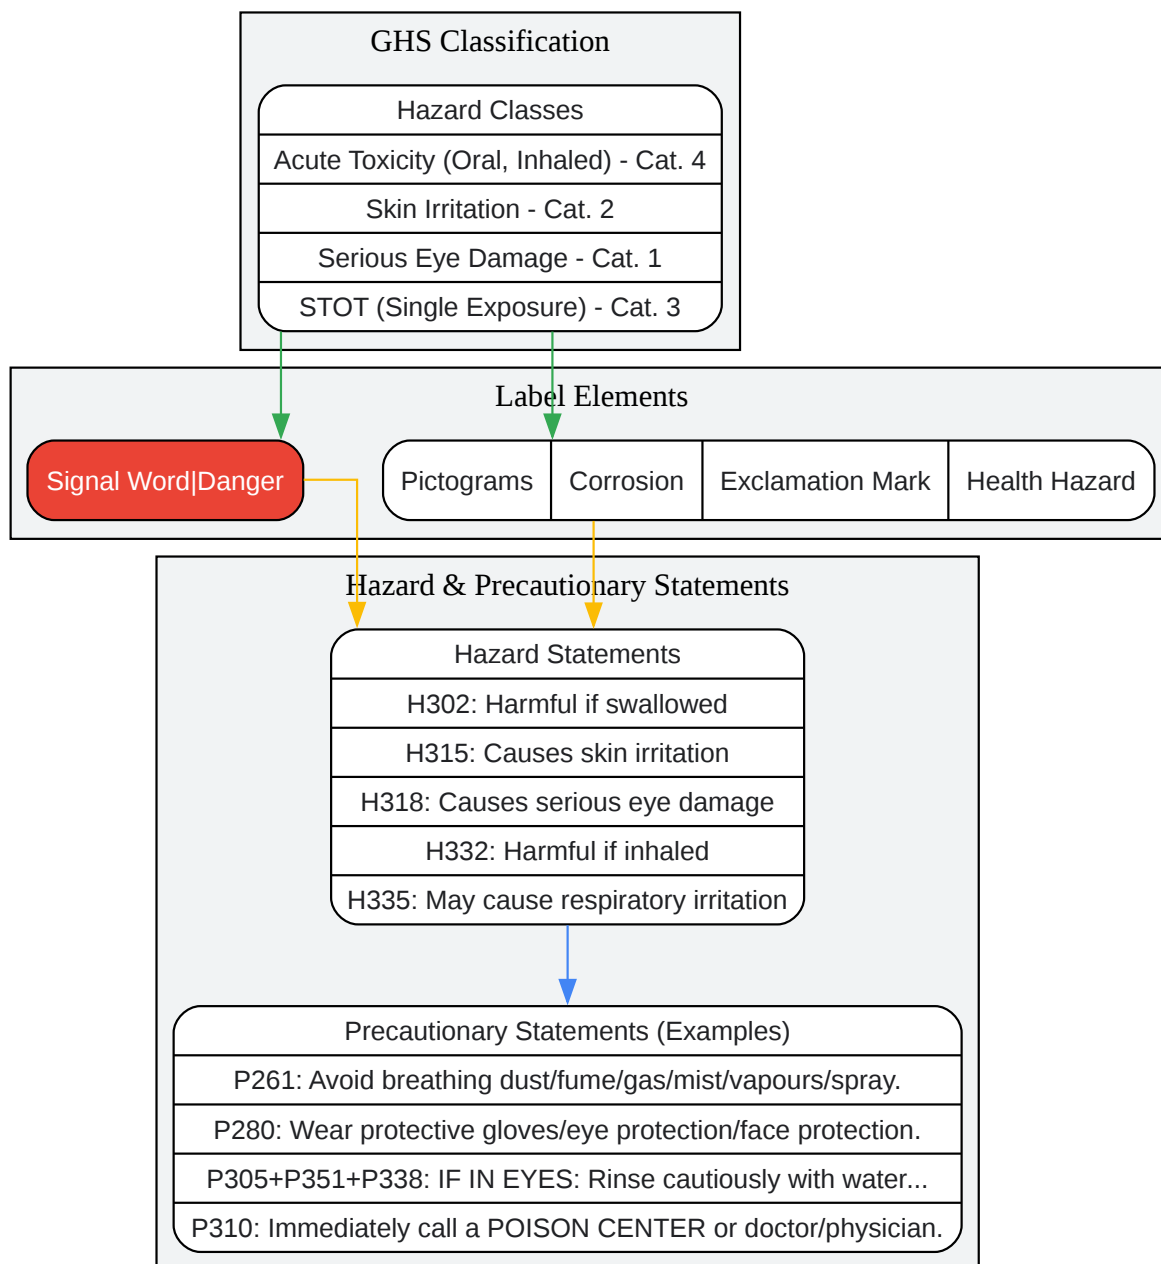 GHS Classification
Hazard Classes
Acute Toxicity (Oral, Inhaled) - Cat. 4
Skin Irritation - Cat. 2
Serious Eye Damage - Cat. 1
STOT (Single Exposure) - Cat. 3
Label Elements
Signal Word|Danger
Pictograms
Corrosion
Exclamation Mark
Health Hazard
Hazard & Precautionary Statements
Hazard Statements
H302: Harmful if swallowed
H315: Causes skin irritation
H318: Causes serious eye damage
H332: Harmful if inhaled
H335: May cause respiratory irritation
Precautionary Statements (Examples)
P261: Avoid breathing dust/fume/gas/mist/vapours/spray.
P280: Wear protective gloves/eye protection/face protection.
P305+P351+P338: IF IN EYES: Rinse cautiously with water...
P310: Immediately call a POISON CENTER or doctor/physician.